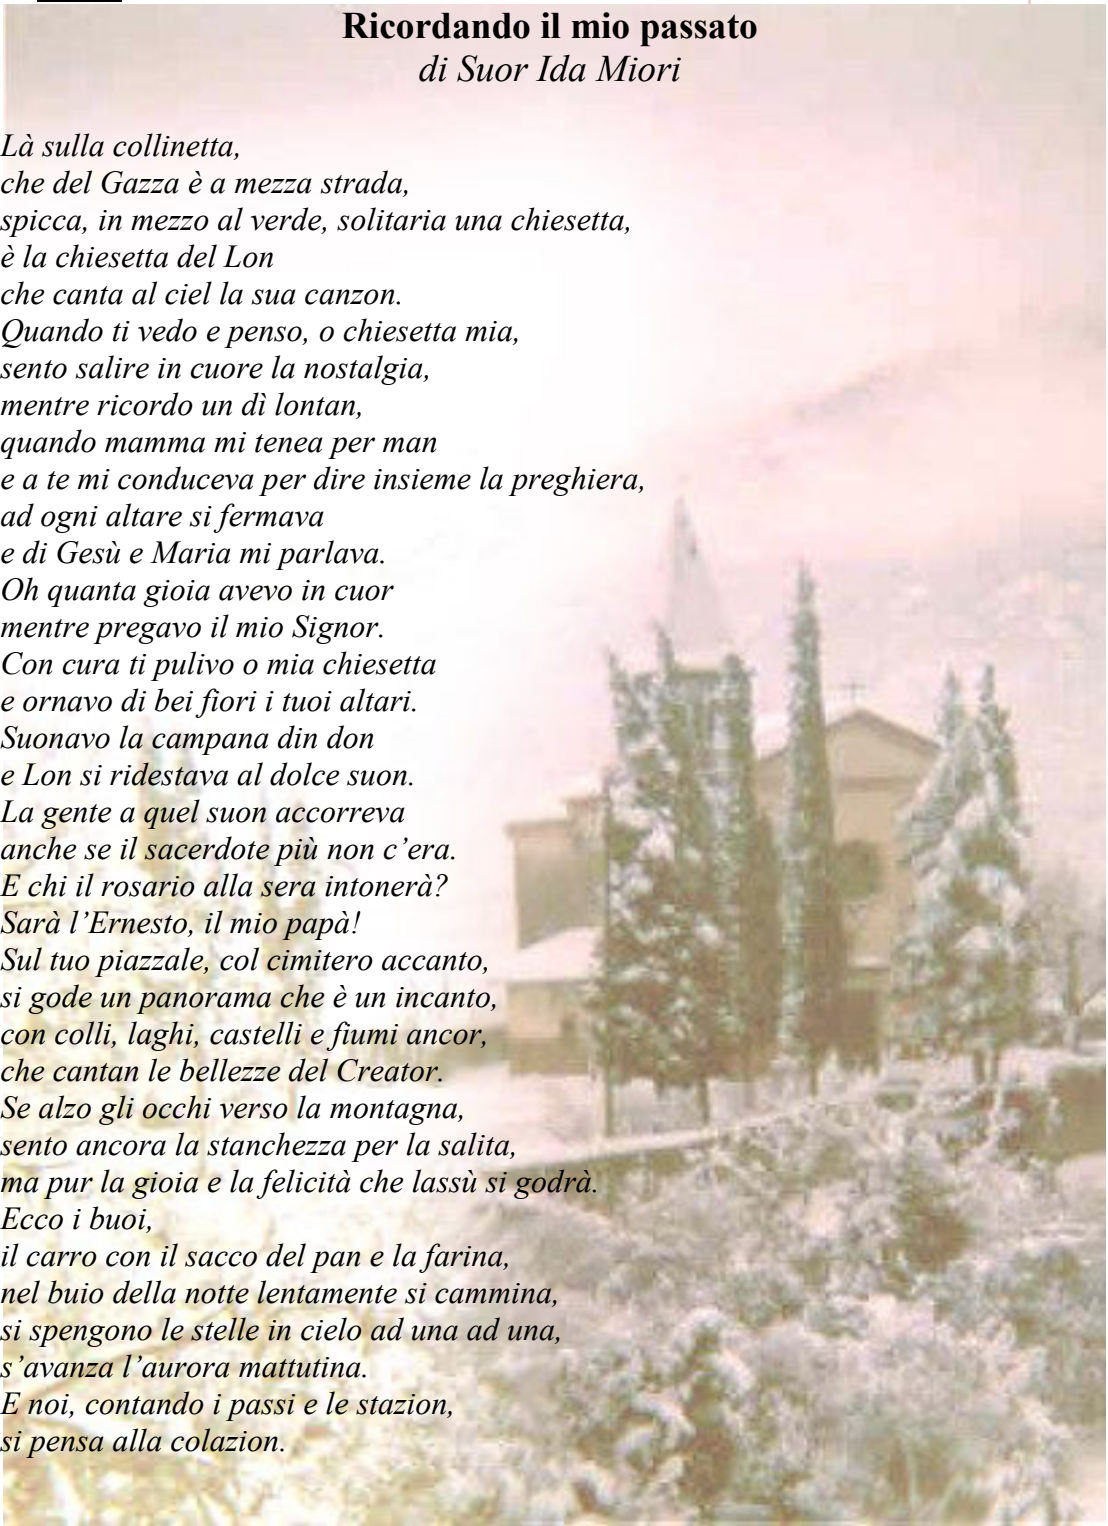 Ricordando il mio passato
di Suor Ida Miori
Là sulla collinetta,
che del Gazza è a mezza strada,
spicca, in mezzo al verde, solitaria una chiesetta,
è la chiesetta del Lon
che canta al ciel la sua canzon.
Quando ti vedo e penso, o chiesetta mia,
sento salire in cuore la nostalgia,
mentre ricordo un dì lontan,
quando mamma mi tenea per man
e a te mi conduceva per dire insieme la preghiera,
ad ogni altare si fermava
e di Gesù e Maria mi parlava.
Oh quanta gioia avevo in cuor
mentre pregavo il mio Signor.
Con cura ti pulivo o mia chiesetta
e ornavo di bei fiori i tuoi altari.
Suonavo la campana din don
e Lon si ridestava al dolce suon.
La gente a quel suon accorreva
anche se il sacerdote più non c’era.
E chi il rosario alla sera intonerà?
Sarà l’Ernesto, il mio papà!
Sul tuo piazzale, col cimitero accanto,
si gode un panorama che è un incanto,
con colli, laghi, castelli e fiumi ancor,
che cantan le bellezze del Creator.
Se alzo gli occhi verso la montagna,
sento ancora la stanchezza per la salita,
ma pur la gioia e la felicità che lassù si godrà.
Ecco i buoi,
il carro con il sacco del pan e la farina,
nel buio della notte lentamente si cammina,
si spengono le stelle in cielo ad una ad una,
s’avanza l’aurora mattutina.
E noi, contando i passi e le stazion,
si pensa alla colazion.